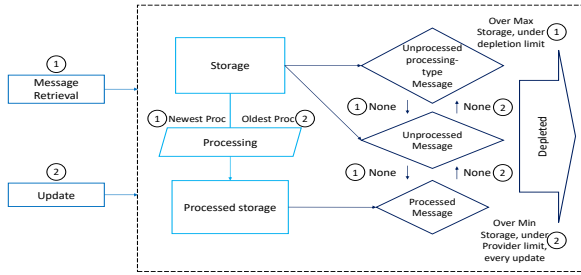 1
Message
Retrieval
2
Update
Storage
1 Newest Proc
Oldest Proc 2
Processing
Processed storage
Unprocessed
processing-
type
Message
1 None
None 2
Unprocessed
Message
1 None
None 2
Processed
Message
Over Max
Storage, under
depletion limit
1
Depleted
Over Min
Storage, under
Provider limit,
every update
2